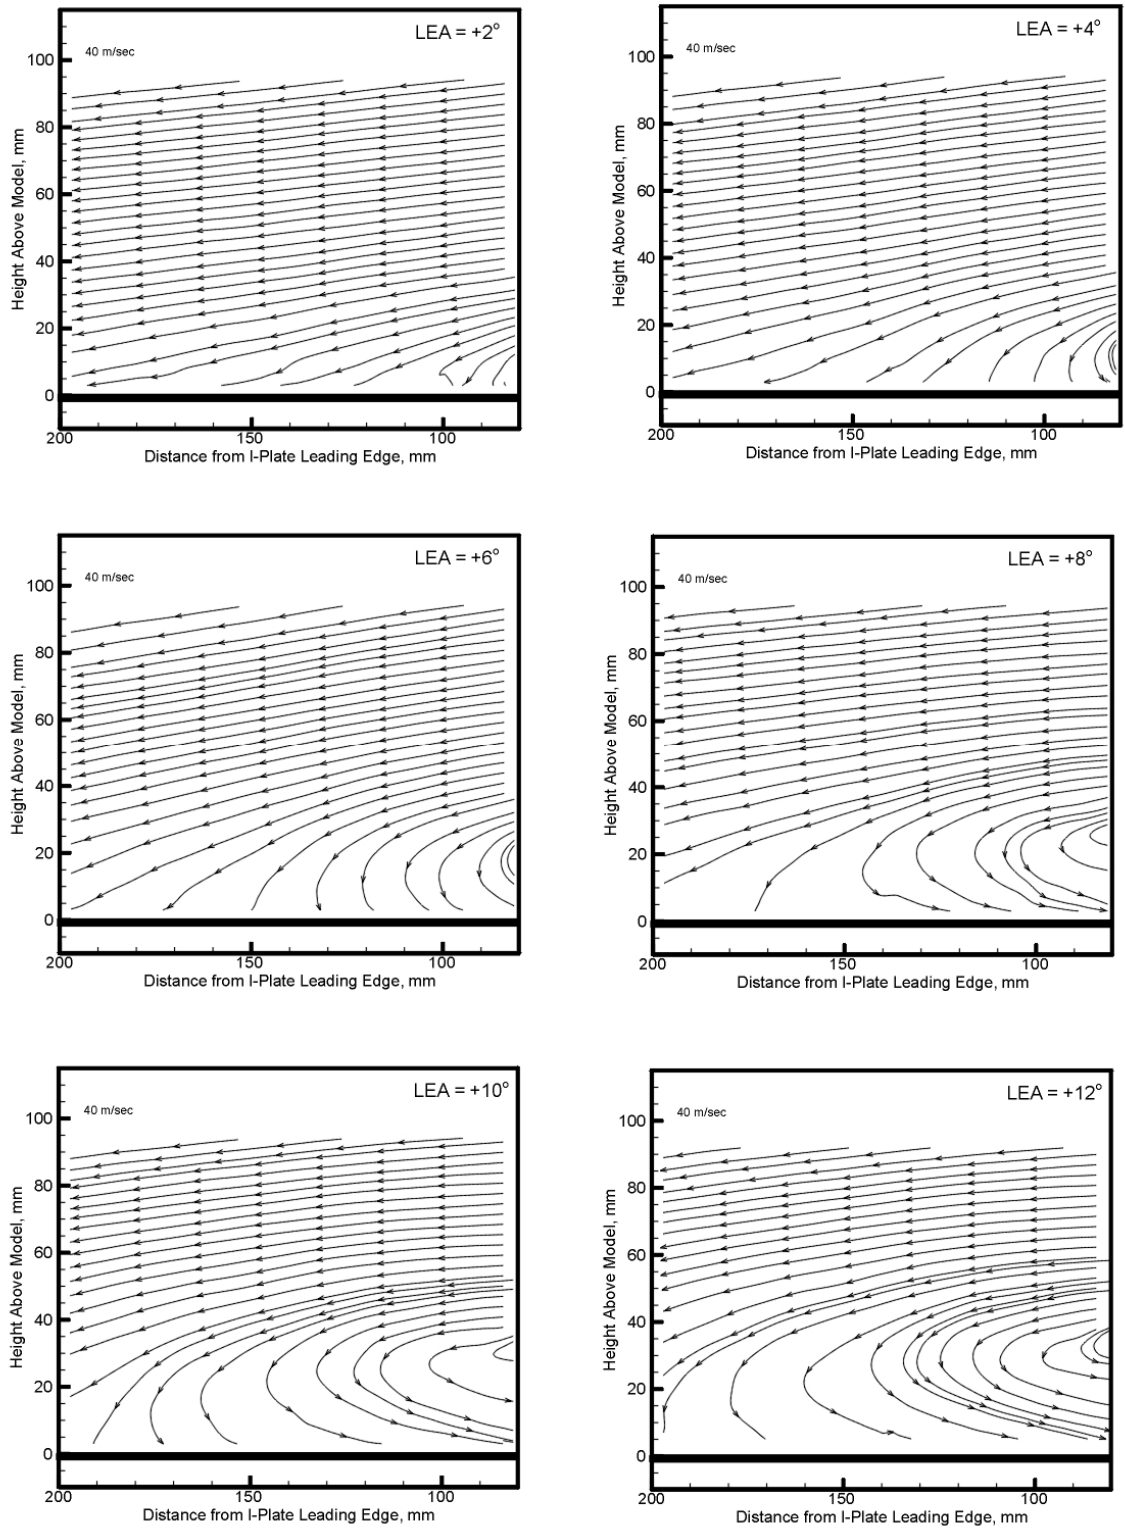 LEA = +2°
40 m/sec
100
80
60
40
20
0
Height Above Model, mm
200
150
100
Distance from I-Plate Leading Edge, mm
LEA = +4°
40 m/sec
100
80
60
40
20
0
Height Above Model, mm
200
150
100
Distance from I-Plate Leading Edge, mm
LEA = +6°
40 m/sec
100
80
60
40
20
0
Height Above Model, mm
200
150
100
Distance from I-Plate Leading Edge, mm
LEA = +8°
40 m/sec
100
80
60
40
20
0
Height Above Model, mm
200
150
100
Distance from I-Plate Leading Edge, mm
LEA = +10°
40 m/sec
100
80
60
40
20
0
Height Above Model, mm
200
150
100
Distance from I-Plate Leading Edge, mm
LEA = +12°
40 m/sec
100
80
60
40
20
0
Height Above Model, mm
200
150
100
Distance from I-Plate Leading Edge, mm